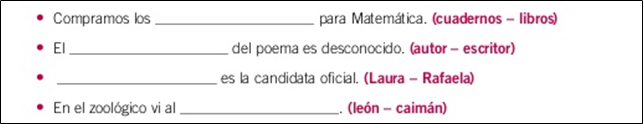 • Compramos los ______________________ para Matemática. (cuadernos – libros)
• El ______________________ del poema es desconocido. (autor – escritor)
• ______________________ es la candidata oficial. (Laura – Rafaela)
• En el zoológico vi al ______________________. (león – caimán)